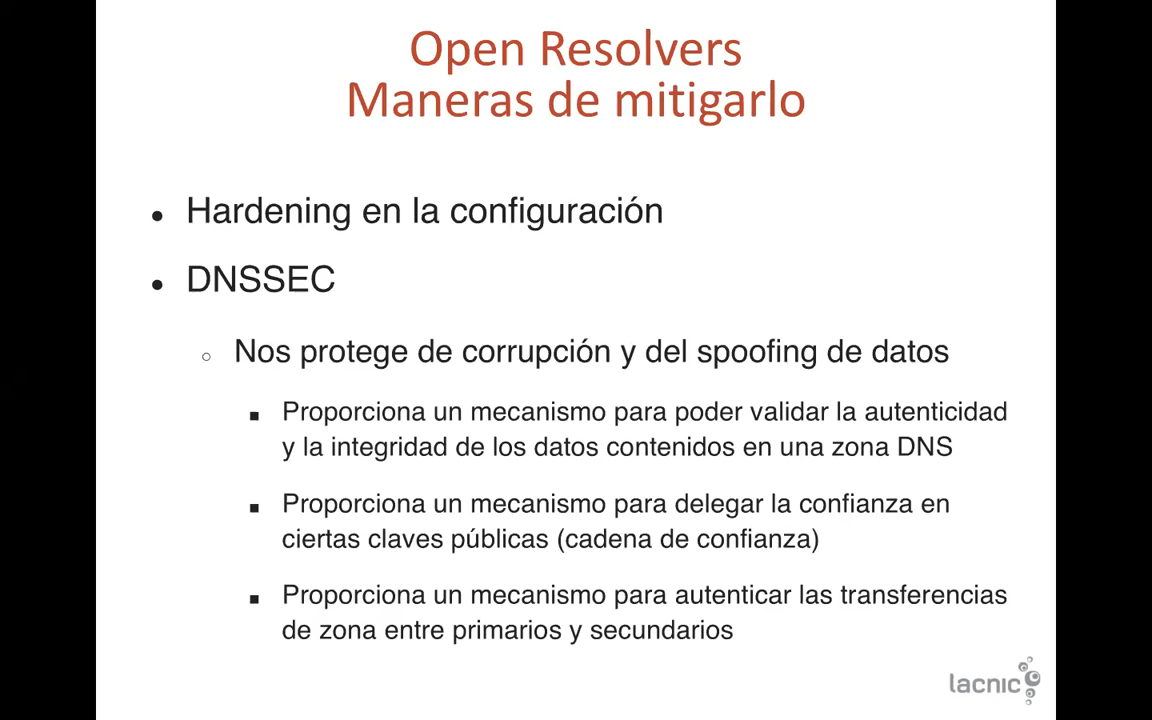 Open Resolvers
Maneras de mitigarlo
● Hardening en la configuración
● DNSSEC
○ Nos protege de corrupción y del spoofing de datos
■ Proporciona un mecanismo para poder validar la autenticidad
y la integridad de los datos contenidos en una zona DNS
■ Proporciona un mecanismo para delegar la confianza en
ciertas claves públicas (cadena de confianza)
■ Proporciona un mecanismo para autenticar las transferencias
de zona entre primarios y secundarios
lacnic